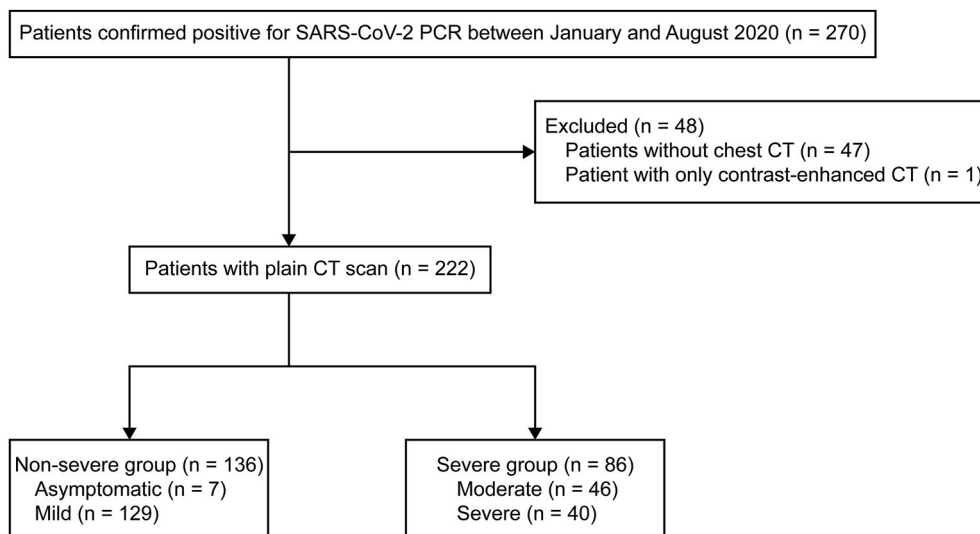 Patients confirmed positive for SARS-CoV-2 PCR between January and August 2020 (n = 270)
Excluded (n = 48)
Patients without chest CT (n = 47)
Patient with only contrast-enhanced CT (n = 1)
Patients with plain CT scan (n = 222)
Non-severe group (n = 136)
Asymptomatic (n = 7)
Mild (n = 129)
Severe group (n = 86)
Moderate (n = 46)
Severe (n = 40)